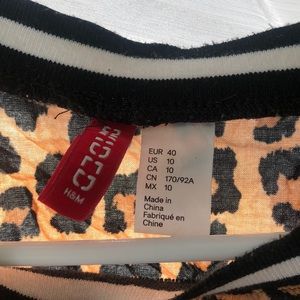 H&M
EUR 40
US 10
CA 10
CN 170/92A
MX 10
Made in
China
Fabriqué en
Chine